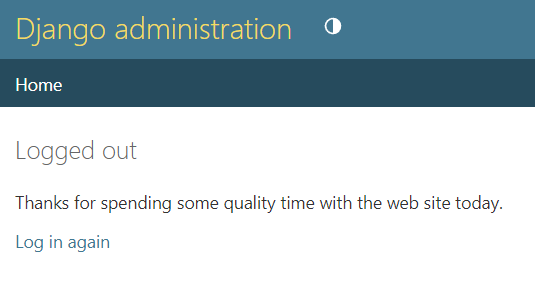 Django administration
Home
Logged out
Thanks for spending some quality time with the web site today.
Log in again